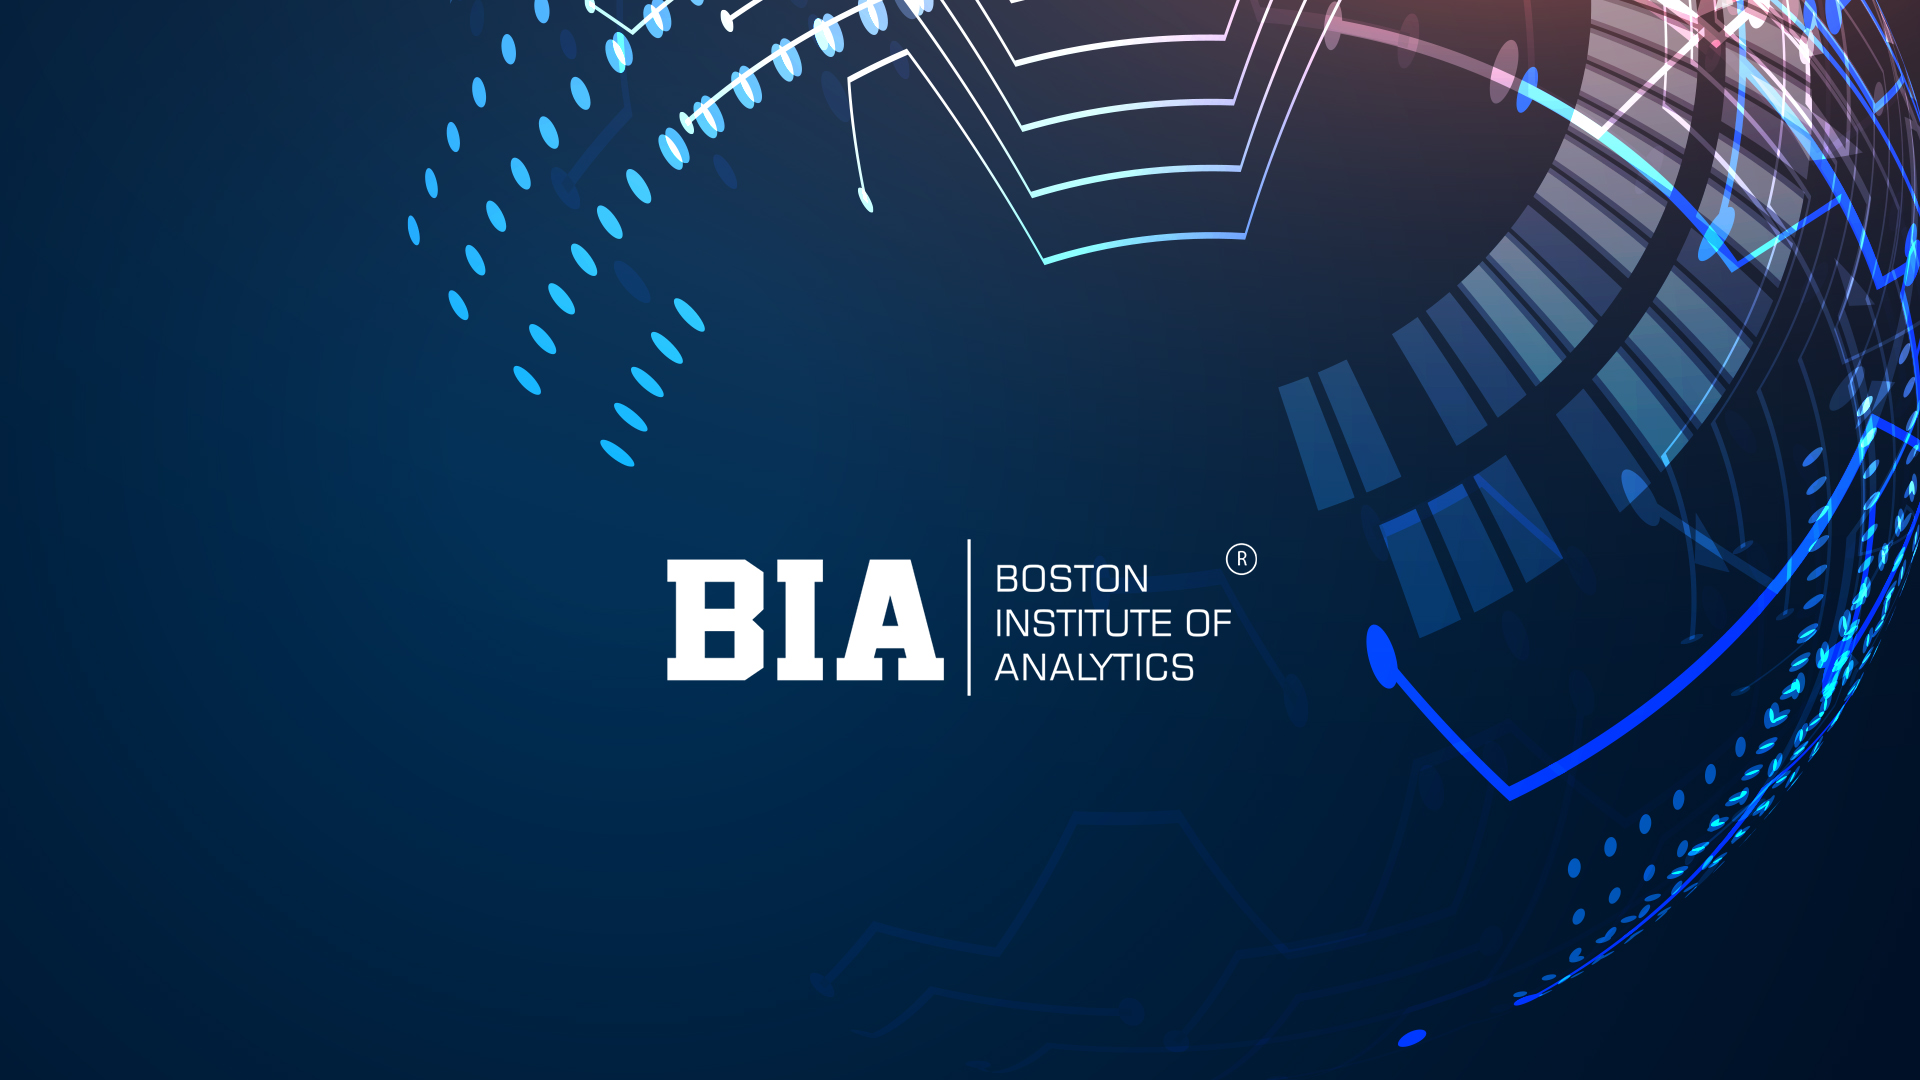 BIA
BOSTON
INSTITUTE OF
ANALYTICS
®